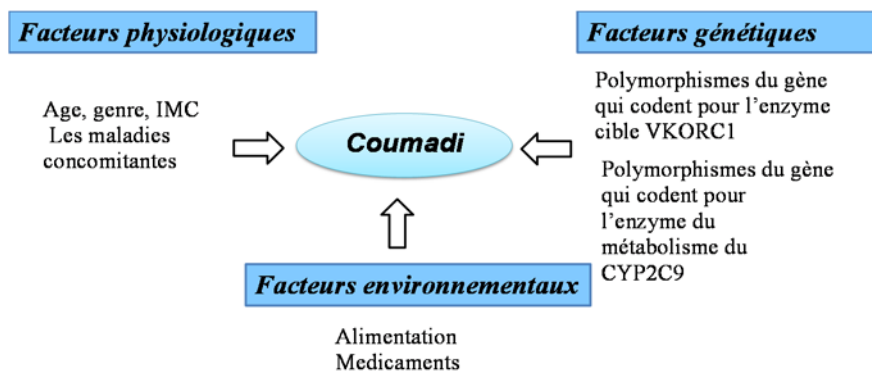 Facteurs physiologiques
Age, genre, IMC
Les maladies
concomitantes
Coumadi
Facteurs génétiques
Polymorphismes du gène
qui codent pour l'enzyme
cible VKORC1
Polymorphismes du gène
qui codent pour
l'enzyme du
métabolisme du
CYP2C9
Facteurs environnementaux
Alimentation
Medicaments